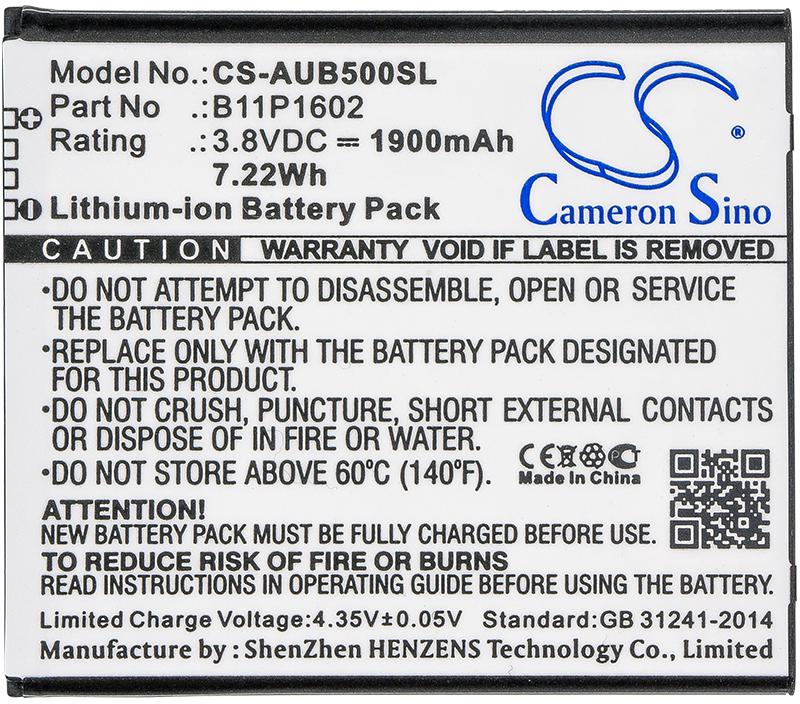 Model No.:CS-AUB500SL
Part No .:B11P1602
Rating .:3.8VDC = 1900mAh
7.22Wh
Lithium-ion Battery Pack
CS
®
Cameron Sino
CAUTION WARRANTY VOID IF LABEL IS REMOVED
•DO NOT ATTEMPT TO DISASSEMBLE, OPEN OR SERVICE
THE BATTERY PACK.
•REPLACE ONLY WITH THE BATTERY PACK DESIGNATED
FOR THIS PRODUCT.
•DO NOT CRUSH, PUNCTURE, SHORT EXTERNAL CONTACTS
OR DISPOSE OF IN FIRE OR WATER.
•DO NOT STORE ABOVE 60ºC (140ºF).
CE
Made In China
ATTENTION!
NEW BATTERY PACK MUST BE FULLY CHARGED BEFORE USE.
TO REDUCE RISK OF FIRE OR BURNS
READ INSTRUCTIONS IN OPERATING GUIDE BEFORE USING THE BATTERY.
Limited Charge Voltage:4.35V±0.05V Standard:GB 31241-2014
Manufacture by : ShenZhen HENZENS Technology Co., Limited